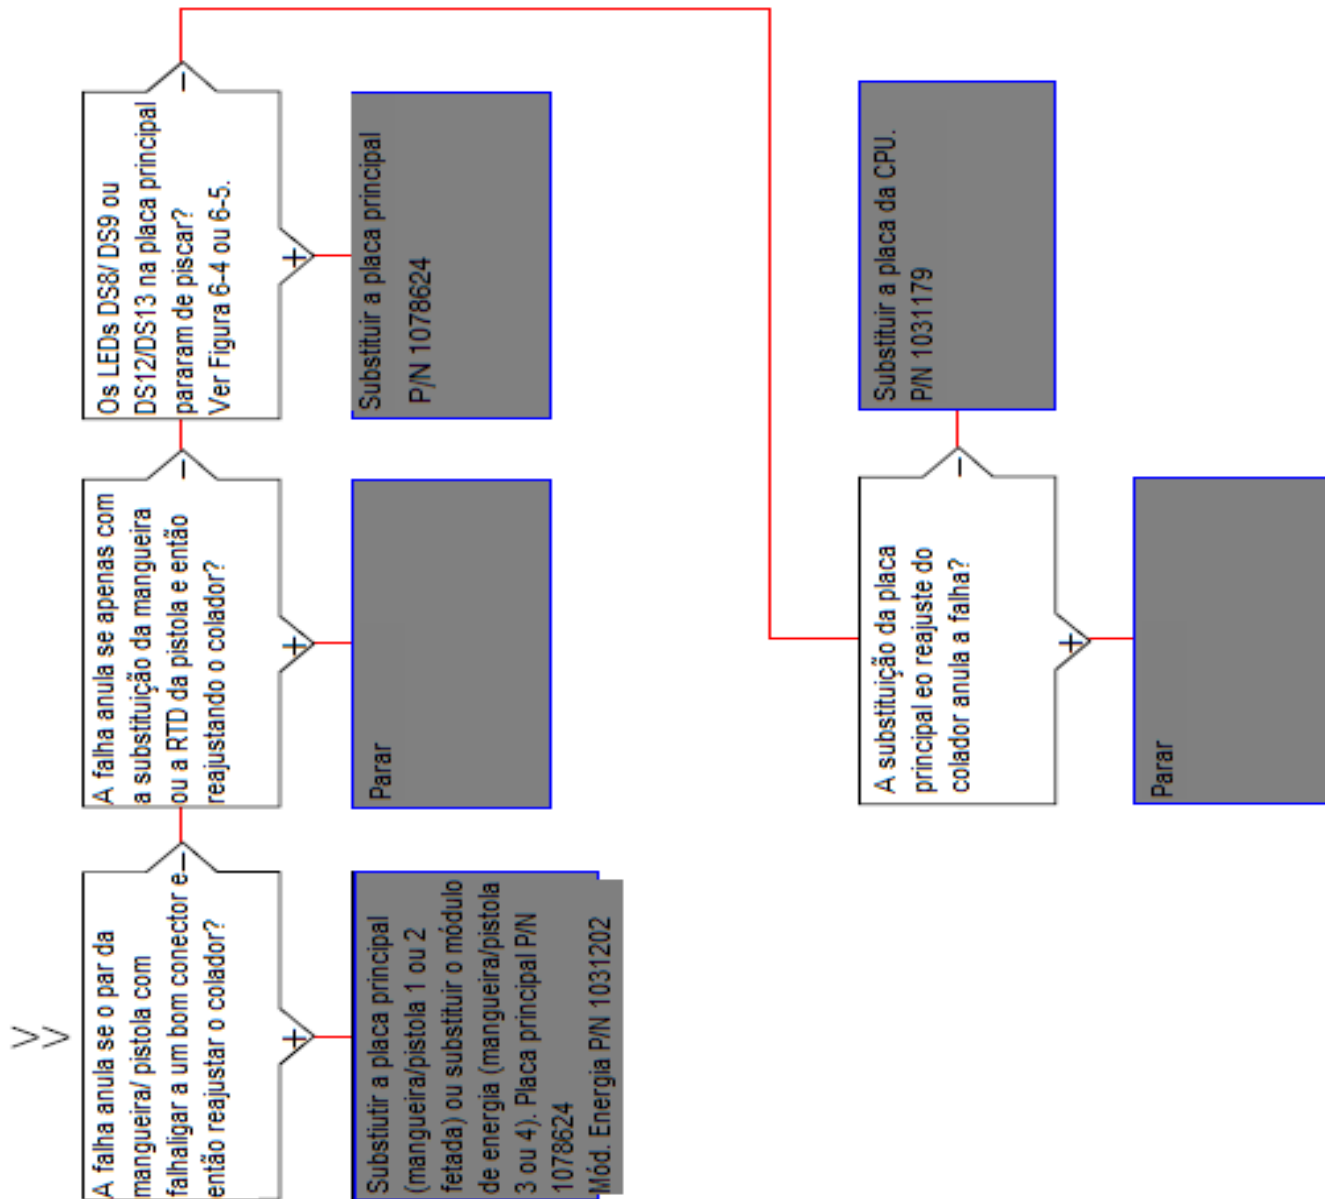 A falha anula se o par da
mangueira/ pistola com
falhaligar a um bom conector e
então reajustar o colador?
−
+
Substiutir a placa principal
(mangueira/pistola 1 ou 2
fetada) ou substituir o módulo
de energia (mangueira/pistola
3 ou 4). Placa principal P/N
1078624
Mód. Energia P/N 1031202
A falha anula se apenas com
a substituição da mangueira
ou a RTD da pistola e então
reajustando o colador?
−
+
Parar
Os LEDs DS8/ DS9 ou
DS12/DS13 na placa principal
pararam de piscar?
Ver Figura 6-4 ou 6-5.
−
+
Substituir a placa principal
P/N 1078624
A substituição da placa
principal eo reajuste do
colador anula a falha?
−
+
Parar
Substituir a placa da CPU.
P/N 1031179